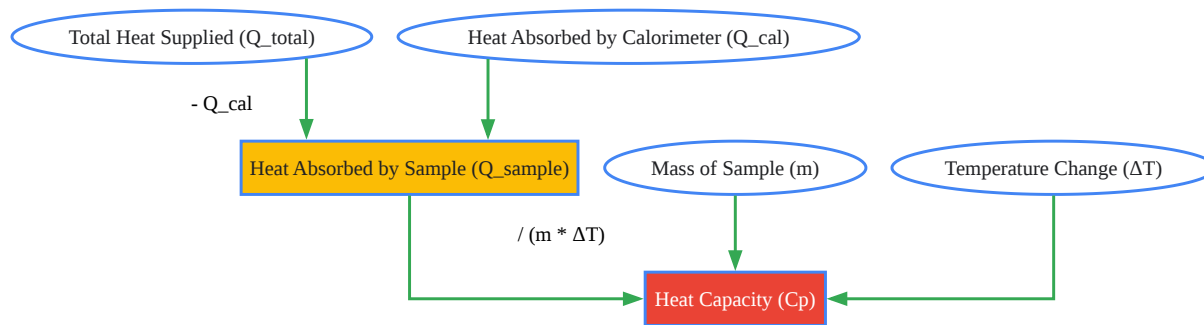 Total Heat Supplied (Q_total)
Heat Absorbed by Calorimeter (Q_cal)
- Q_cal
Heat Absorbed by Sample (Q_sample)
Mass of Sample (m)
Temperature Change (ΔT)
/ (m * ΔT)
Heat Capacity (Cp)